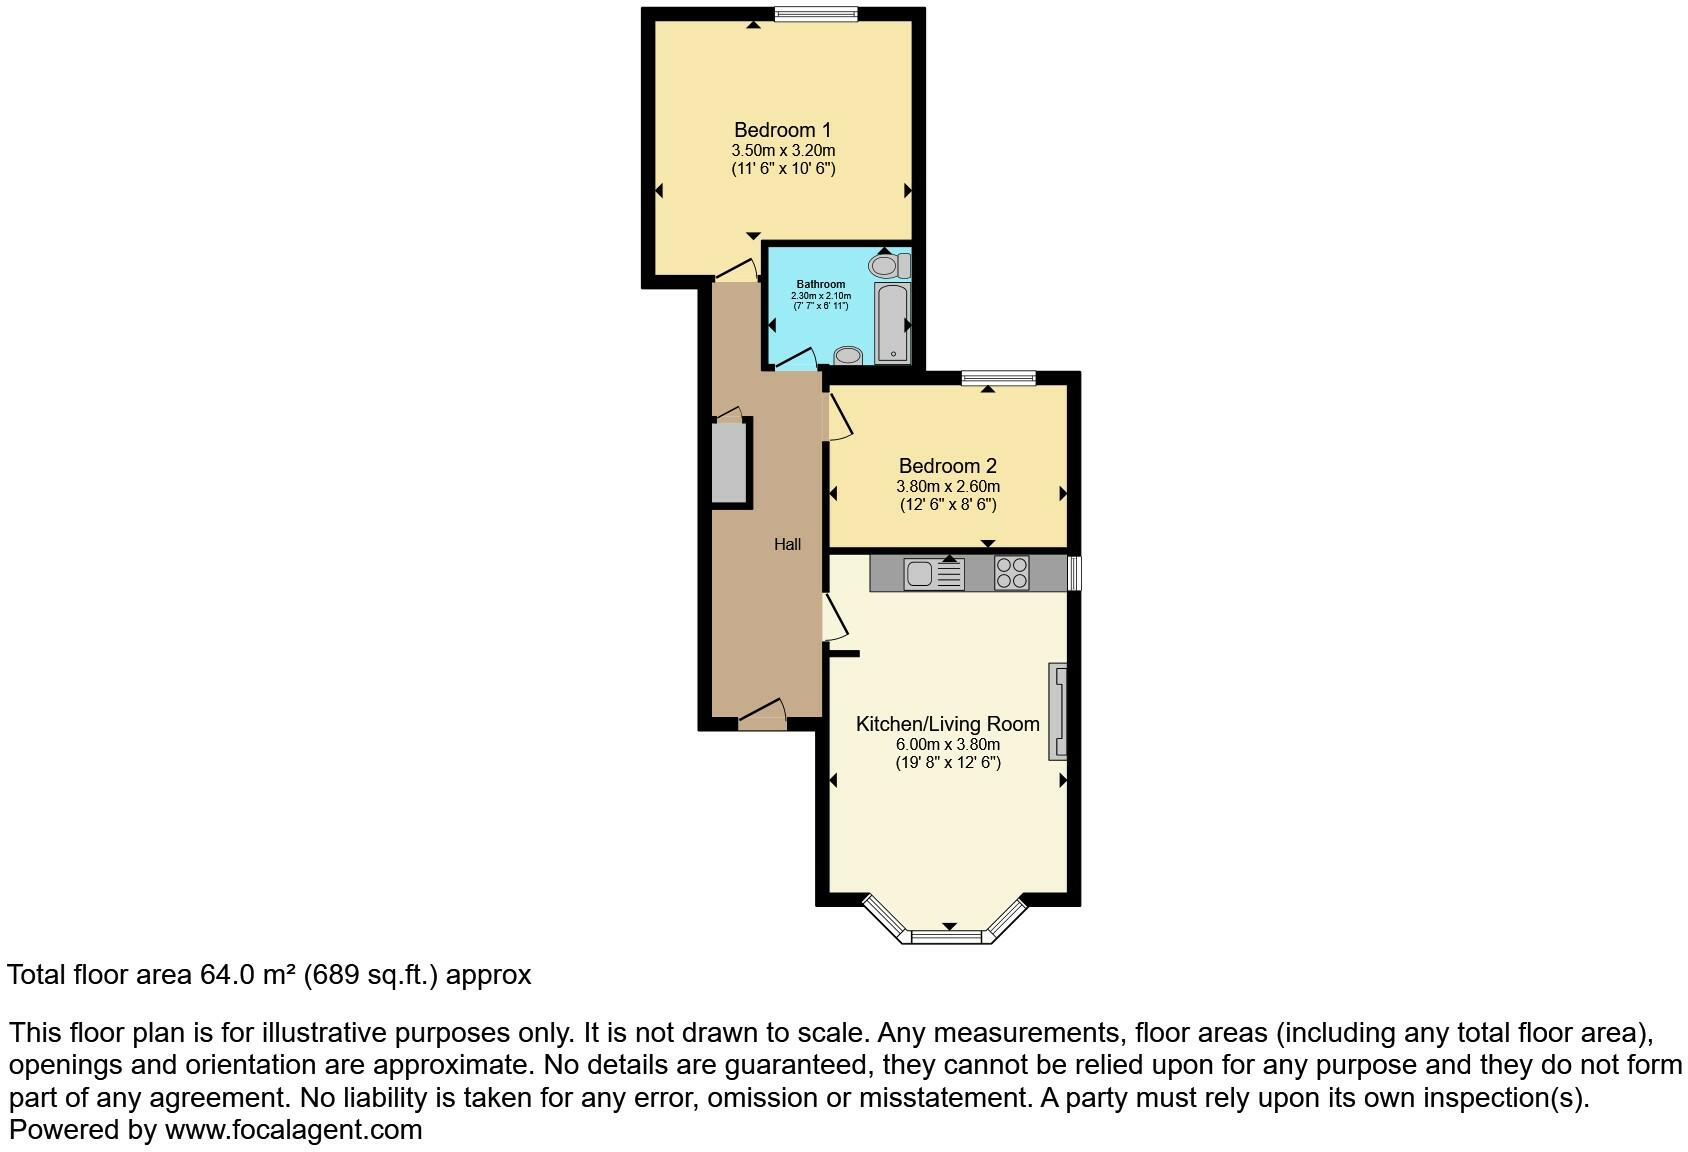 Bedroom 1
3.50m x 3.20m
(11' 6" x 10' 6")
Bathroom
2.30m x 2.10m
(7' 7" x 6' 11")
Bedroom 2
3.80m x 2.60m
(12' 6" x 8' 6")
Hall
Kitchen/Living Room
6.00m x 3.80m
(19' 8" x 12' 6")
Total floor area 64.0 m² (689 sq.ft.) approx
This floor plan is for illustrative purposes only. It is not drawn to scale. Any measurements, floor areas (including any total floor area),
openings and orientation are approximate. No details are guaranteed, they cannot be relied upon for any purpose and they do not form
part of any agreement. No liability is taken for any error, omission or misstatement. A party must rely upon its own inspection(s).
Powered by www.focalagent.com